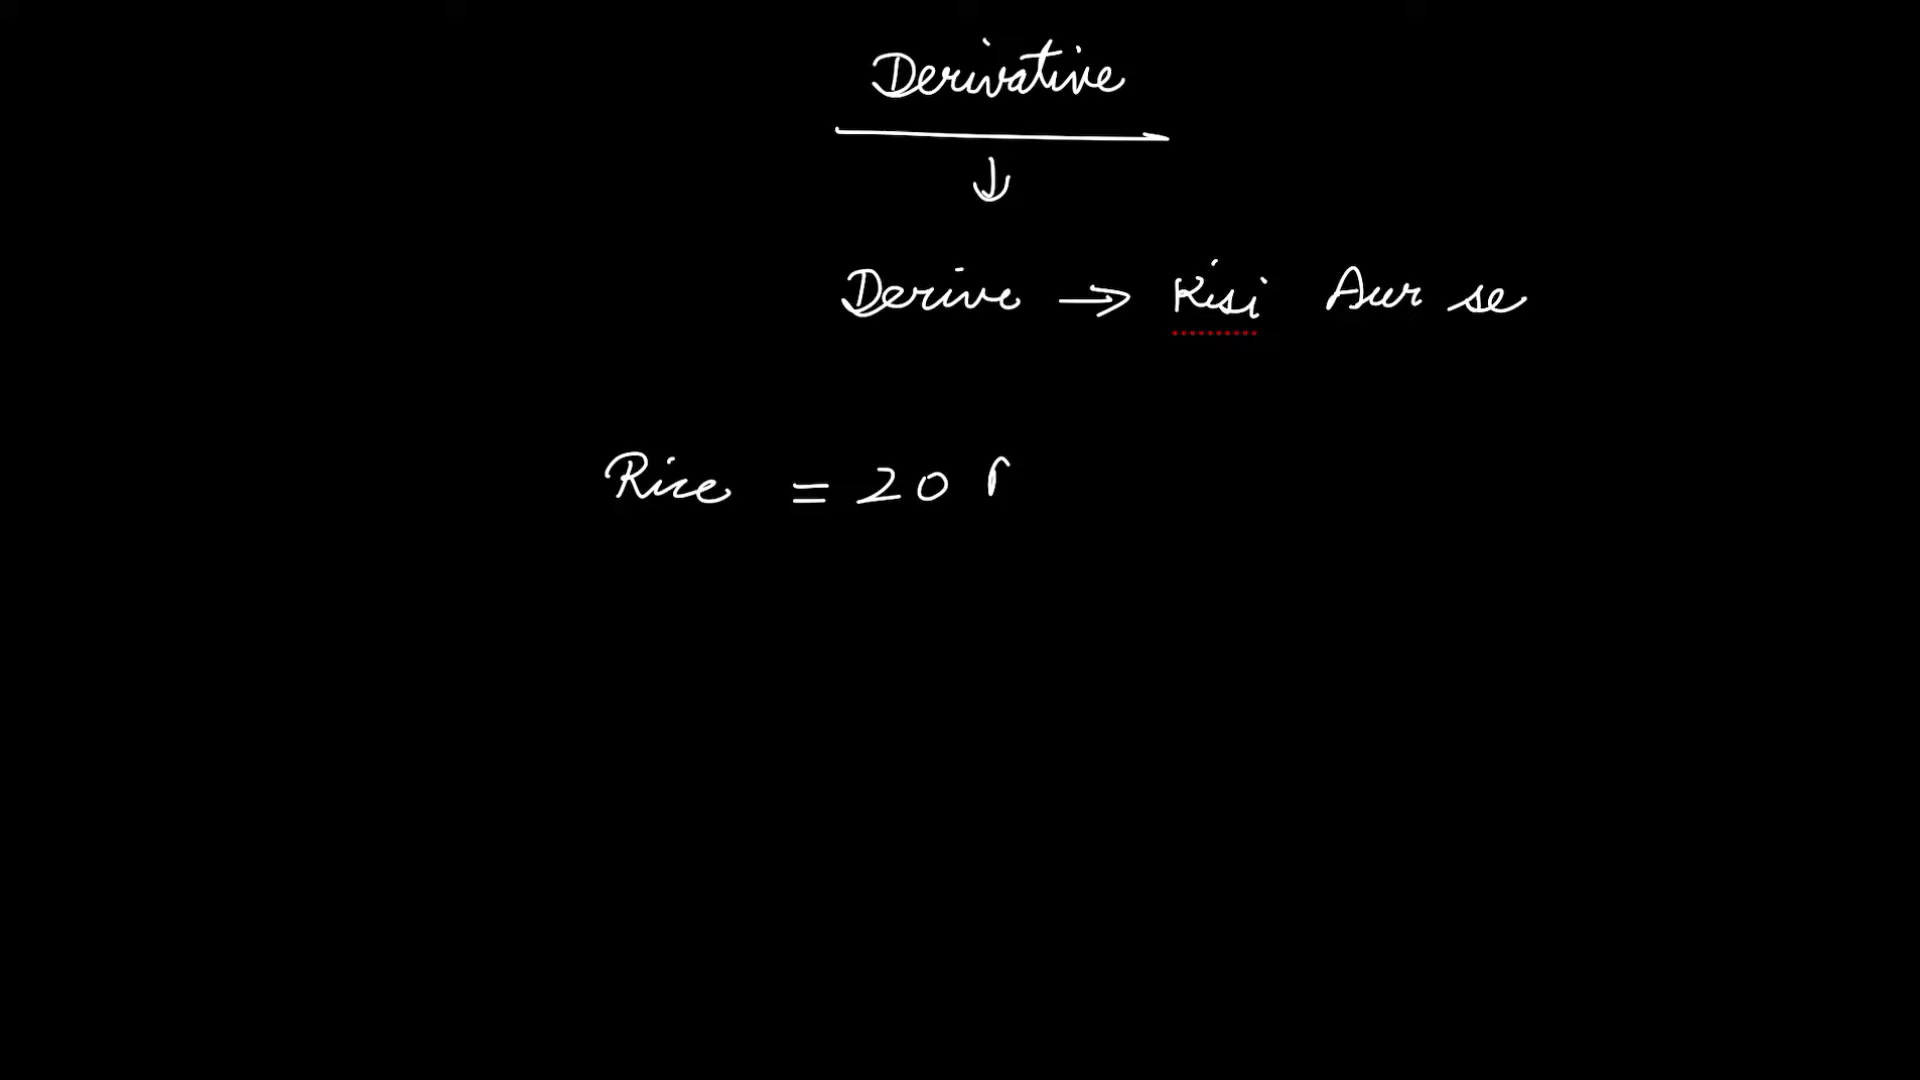 Derivative
↓
Derive → Kisi Aur se
Rice = 20